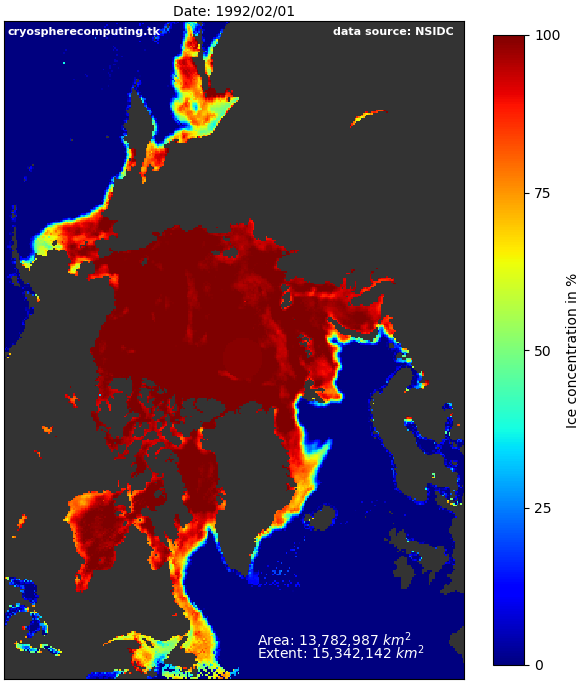 Date: 1992/02/01
cryospherecomputing.tk data source: NSIDC
100
75
50
25
0
Ice concentration in %
Area: 13,782,987 km²
Extent: 15,342,142 km²